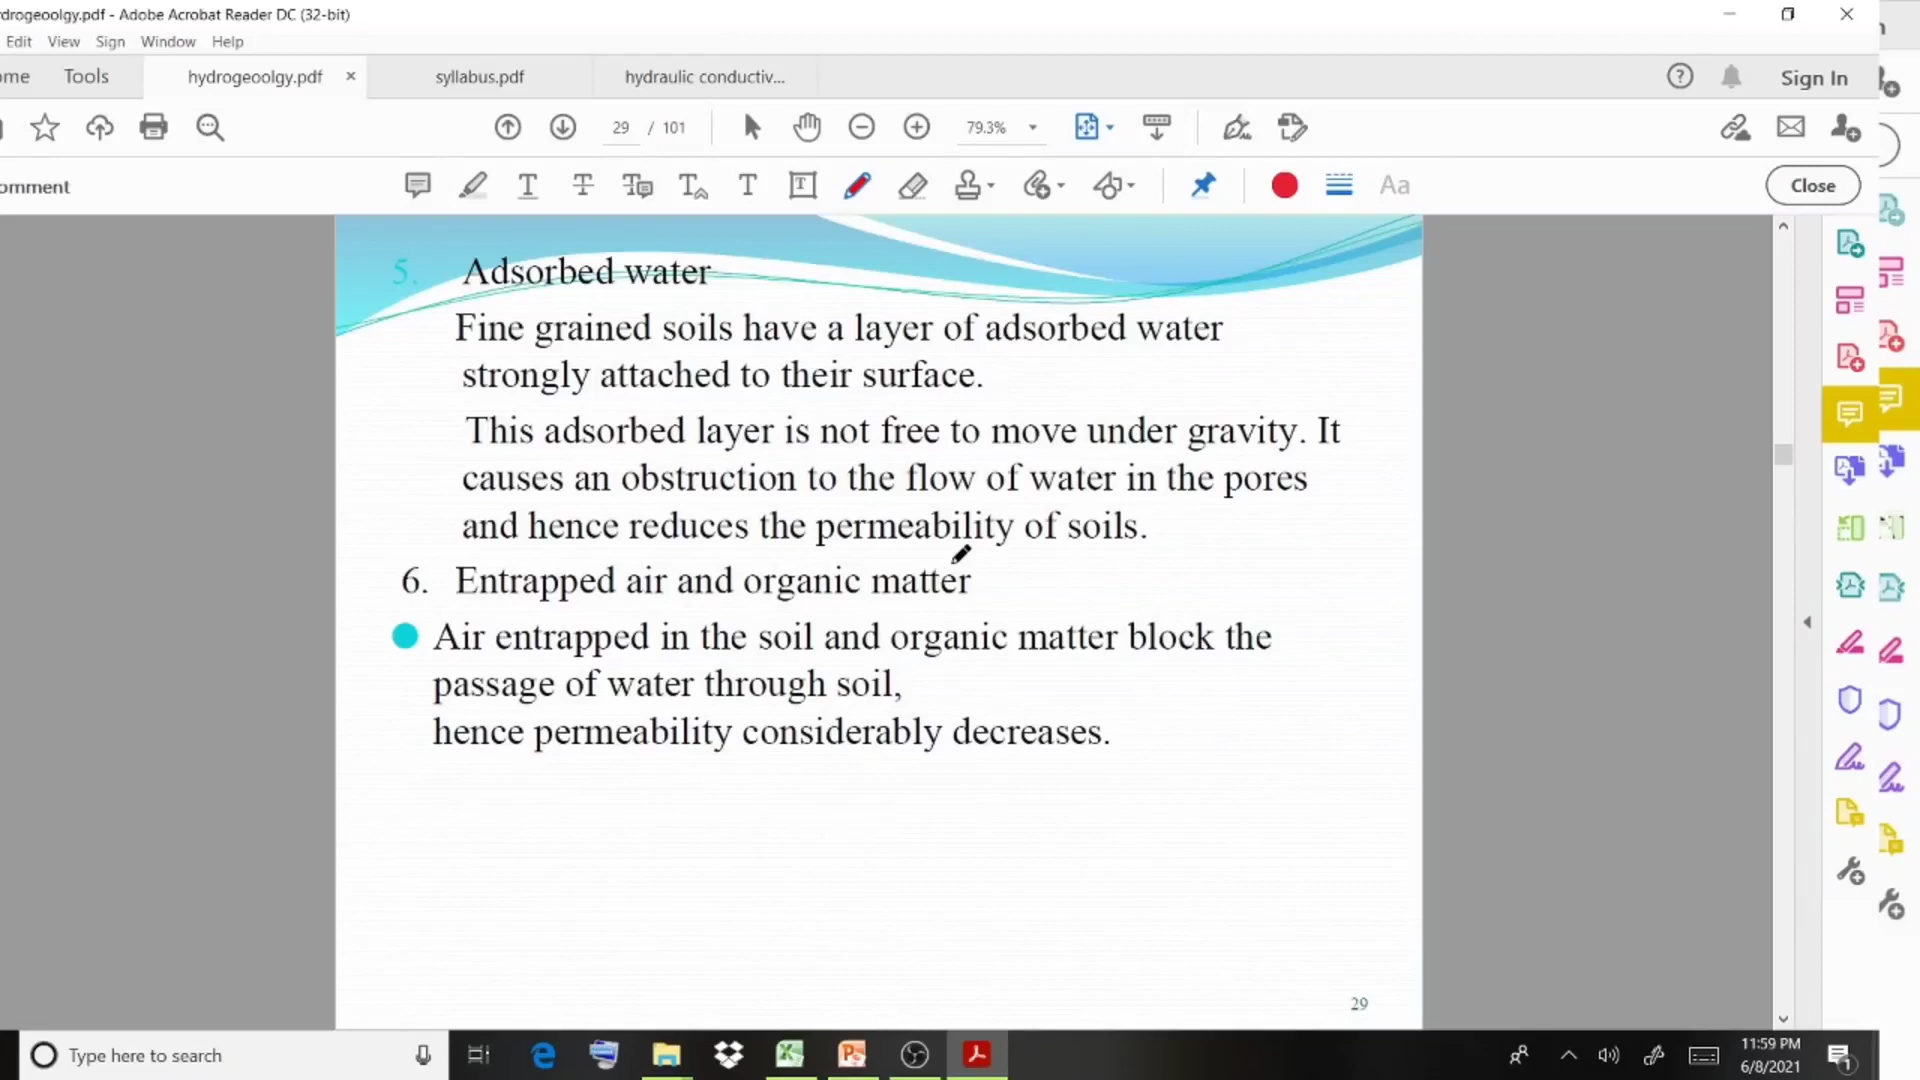 drogeoolgy.pdf - Adobe Acrobat Reader DC (32-bit)
Edit View Sign Window Help
ome Tools hydrogeoolgy.pdf × syllabus.pdf hydraulic conductiv... ? Sign In
29 / 101 79.3%
omment T T T T T T Aa Close
5. Adsorbed water
Fine grained soils have a layer of adsorbed water
strongly attached to their surface.
This adsorbed layer is not free to move under gravity. It
causes an obstruction to the flow of water in the pores
and hence reduces the permeability of soils.
6. Entrapped air and organic matter
Air entrapped in the soil and organic matter block the
passage of water through soil,
hence permeability considerably decreases.
29
Type here to search
11:59 PM
6/8/2021
1